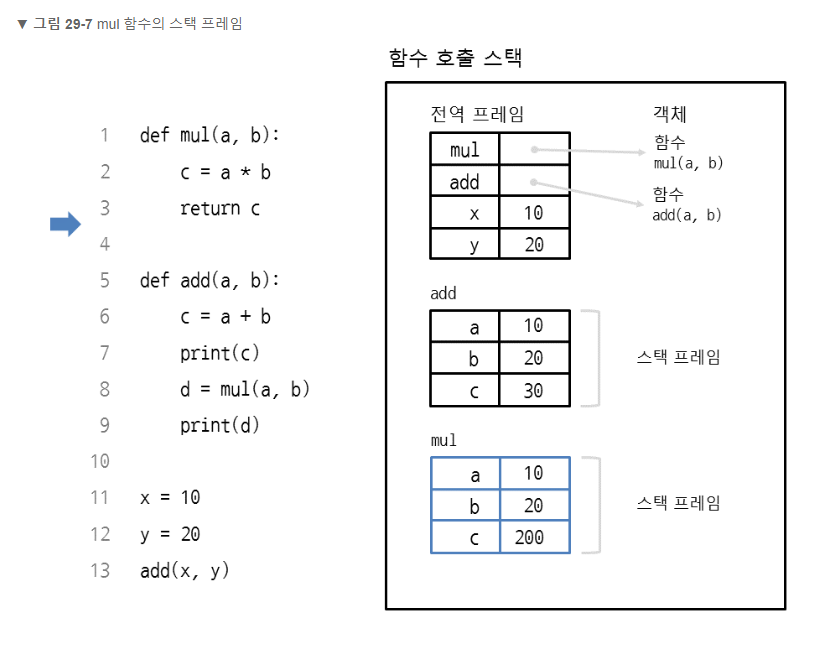 ▼ 그림 29-7 mul 함수의 스택 프레임
1 def mul(a, b):
2 c = a * b
3 return c
4
5 def add(a, b):
6 c = a + b
7 print(c)
8 d = mul(a, b)
9 print(d)
10
11 x = 10
12 y = 20
13 add(x, y)
함수 호출 스택
전역 프레임
mul
add
x 10
y 20
객체
함수
mul(a, b)
함수
add(a, b)
add
a 10
b 20
c 30
스택 프레임
mul
a 10
b 20
c 200
스택 프레임